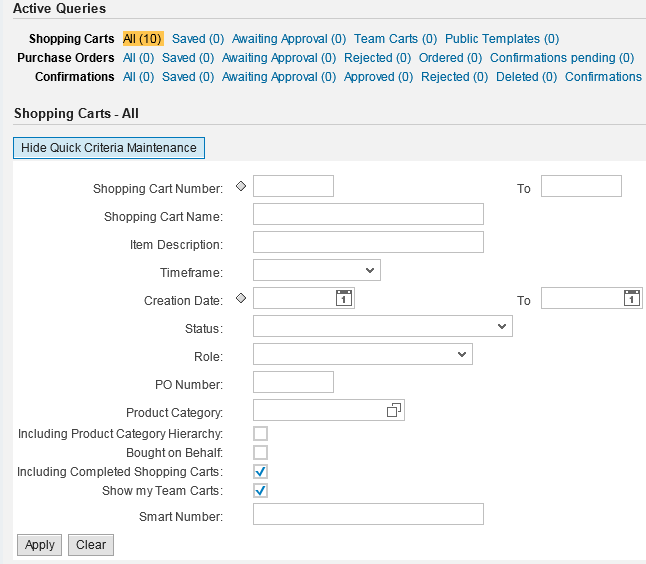 Active Queries
Shopping Carts All (10) Saved (0) Awaiting Approval (0) Team Carts (0) Public Templates (0)
Purchase Orders All (0) Saved (0) Awaiting Approval (0) Rejected (0) Ordered (0) Confirmations pending (0)
Confirmations All (0) Saved (0) Awaiting Approval (0) Approved (0) Rejected (0) Deleted (0) Confirmations
Shopping Carts - All
Hide Quick Criteria Maintenance
Shopping Cart Number: To
Shopping Cart Name:
Item Description:
Timeframe:
Creation Date: 1 To 1
Status:
Role:
PO Number:
Product Category:
Including Product Category Hierarchy:
Bought on Behalf:
Including Completed Shopping Carts:
Show my Team Carts:
Smart Number:
Apply Clear